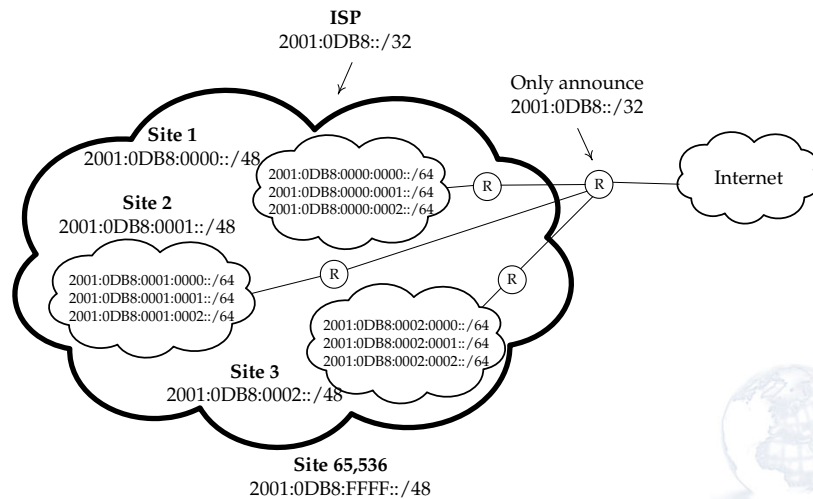 ISP
2001:0DB8::/32
Only announce
2001:0DB8::/32
Site 1
2001:0DB8:0000::/48
2001:0DB8:0000:0000::/64
2001:0DB8:0000:0001::/64
2001:0DB8:0000:0002::/64
R
R
Internet
Site 2
2001:0DB8:0001::/48
2001:0DB8:0001:0000::/64
2001:0DB8:0001:0001::/64
2001:0DB8:0001:0002::/64
R
R
2001:0DB8:0002:0000::/64
2001:0DB8:0002:0001::/64
2001:0DB8:0002:0002::/64
Site 3
2001:0DB8:0002::/48
Site 65,536
2001:0DB8:FFFF::/48